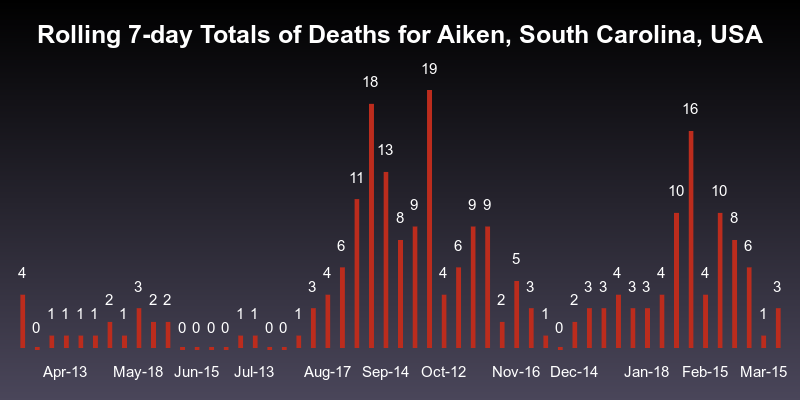 Rolling 7-day Totals of Deaths for Aiken, South Carolina, USA
4 0 1 1 1 1 2 1 3 2 2 0 0 0 0 1 1 0 0 1 3 4 6 11 18 13 8 9 19 4 6 9 9 2 5 3 1 0 2 3 3 4 3 3 4 10 16 4 10 8 6 1 3
Apr-13 May-18 Jun-15 Jul-13 Aug-17 Sep-14 Oct-12 Nov-16 Dec-14 Jan-18 Feb-15 Mar-15